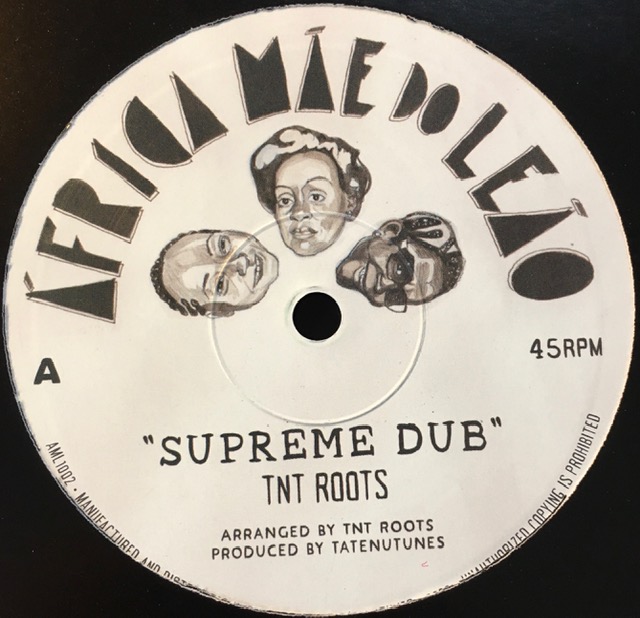 ÁFRICA MÃE DO LEÃO
A
45RPM
"SUPREME DUB"
TNT ROOTS
ARRANGED BY TNT ROOTS
PRODUCED BY TATENUTUNES
AML1002 - MANUFACTURED AND
UNAUTHORIZED COPYING IS PROHIBITED